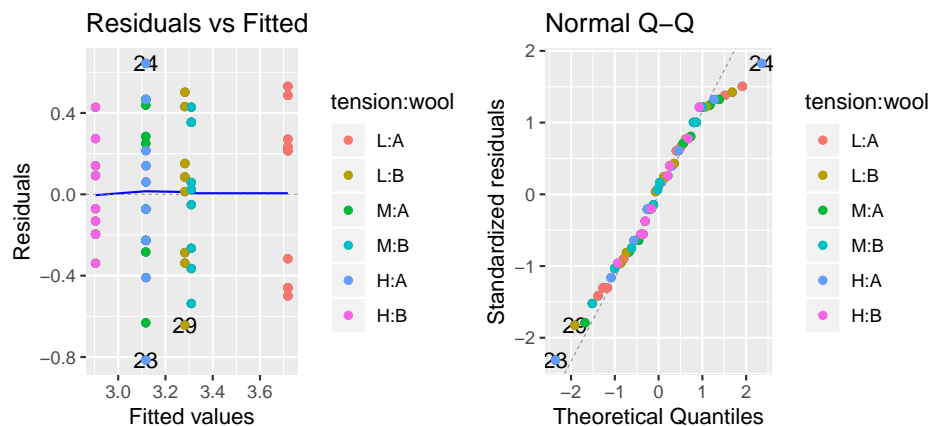 Residuals vs Fitted
24
29
23
0.4
0.0
−0.4
−0.8
3.0 3.2 3.4 3.6
Residuals
Fitted values
tension:wool
L:A
L:B
M:A
M:B
H:A
H:B
Normal Q−Q
24
29
23
2
1
0
−1
−2
−2 −1 0 1 2
Standardized residuals
Theoretical Quantiles
tension:wool
L:A
L:B
M:A
M:B
H:A
H:B